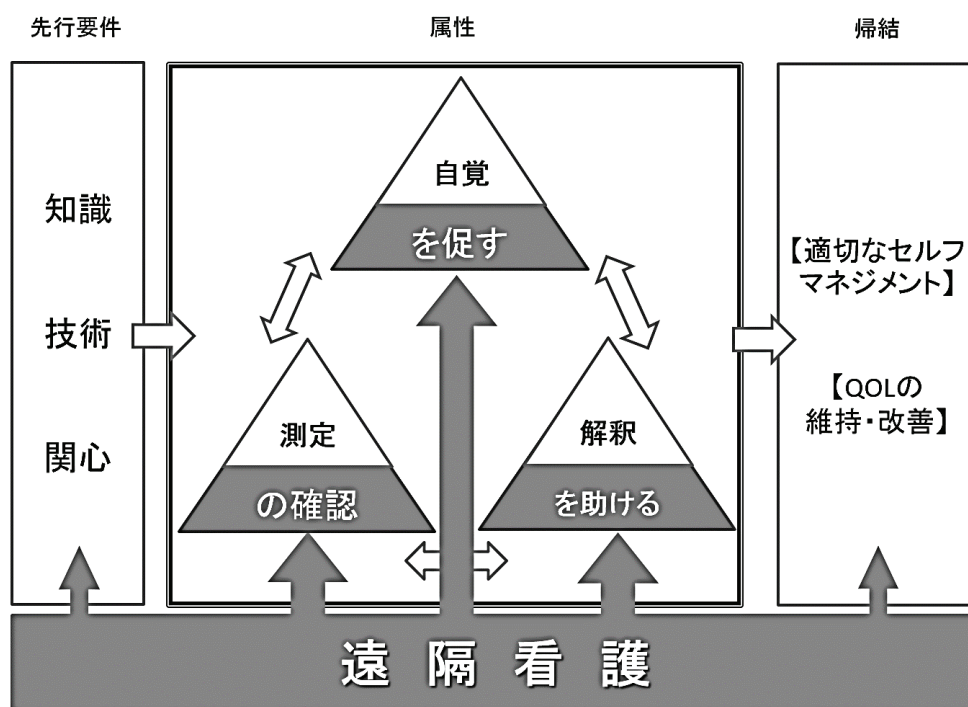 先行要件
属性
帰結
知識
技術
関心
自覚
を促す
測定
の確認
解釈
を助ける
【適切なセルフ
マネジメント】
【QOLの
維持・改善】
遠隔看護